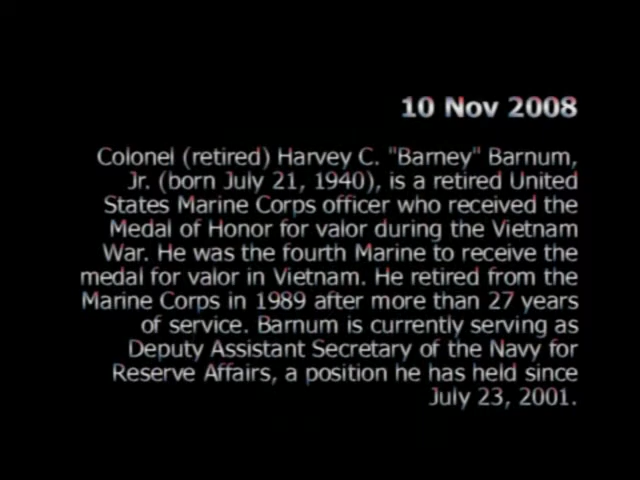 10 Nov 2008
Colonel (retired) Harvey C. "Barney" Barnum,
Jr. (born July 21, 1940), is a retired United
States Marine Corps officer who received the
Medal of Honor for valor during the Vietnam
War. He was the fourth Marine to receive the
medal for valor in Vietnam. He retired from the
Marine Corps in 1989 after more than 27 years
of service. Barnum is currently serving as
Deputy Assistant Secretary of the Navy for
Reserve Affairs, a position he has held since
July 23, 2001.